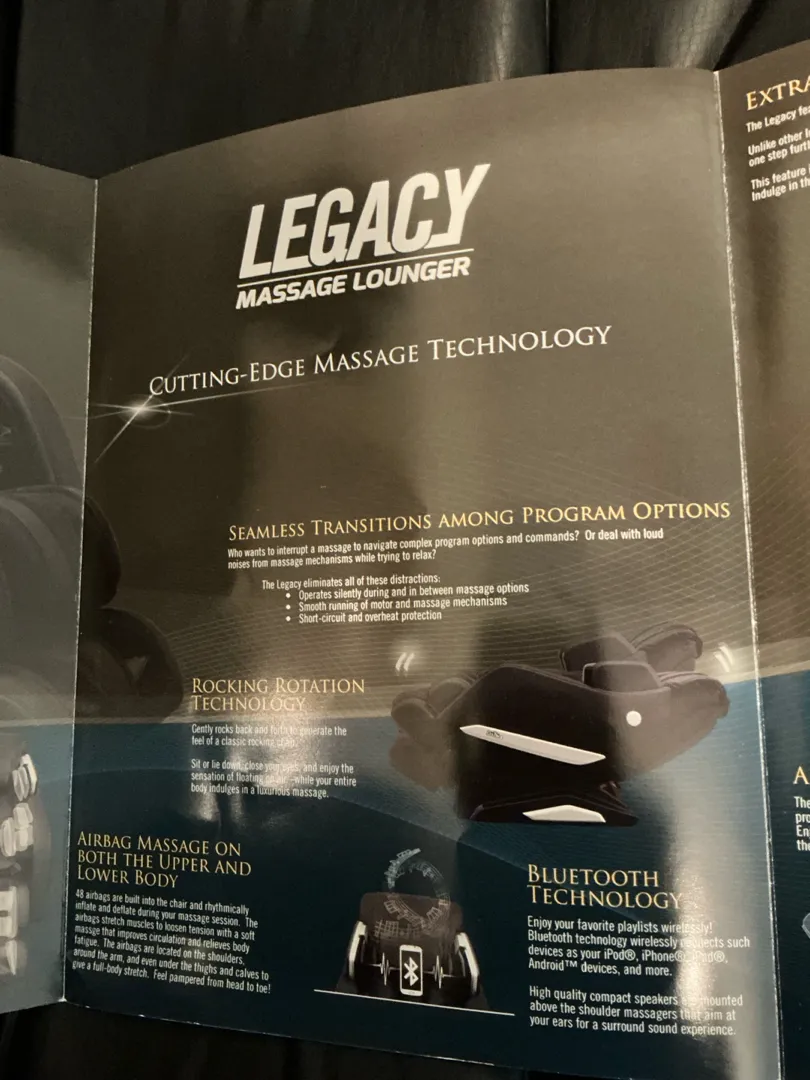 LEGACY
MASSAGE LOUNGER
CUTTING-EDGE MASSAGE TECHNOLOGY
SEAMLESS TRANSITIONS AMONG PROGRAM OPTIONS
Who wants to interrupt a massage to navigate complex program options and commands? Or deal with loud
noises from massage mechanisms while trying to relax?
The Legacy eliminates all of these distractions:
• Operates silently during and in between massage options
• Smooth running of motor and massage mechanisms
• Short-circuit and overheat protection
ROCKING ROTATION
TECHNOLOGY
Gently rocks back and forth to generate the
feel of a classic rocking chair.
Sit or lie down, close your eyes, and enjoy the
sensation of floating on air, while your entire
body indulges in a luxurious massage.
AIRBAG MASSAGE ON
BOTH THE UPPER AND
LOWER BODY
48 airbags are built into the chair and rhythmically
inflate and deflate during your massage session. The
airbags stretch muscles to loosen tension with a soft
massge that improves circulation and relieves body
fatigue. The airbags are located on the shoulders,
around the arm, and even under the thighs and calves to
give a full-body stretch. Feel pampered from head to toe!
BLUETOOTH
TECHNOLOGY
Enjoy your favorite playlists wirelessly!
Bluetooth technology wirelessly connects such
devices as your iPod®, iPhone®, iPad®,
Android™ devices, and more.
High quality compact speakers are mounted
above the shoulder massagers that aim at
your ears for a surround sound experience.
EXTRA
The Legacy
Unlike other
one step
This feature
Indulge in
A
The